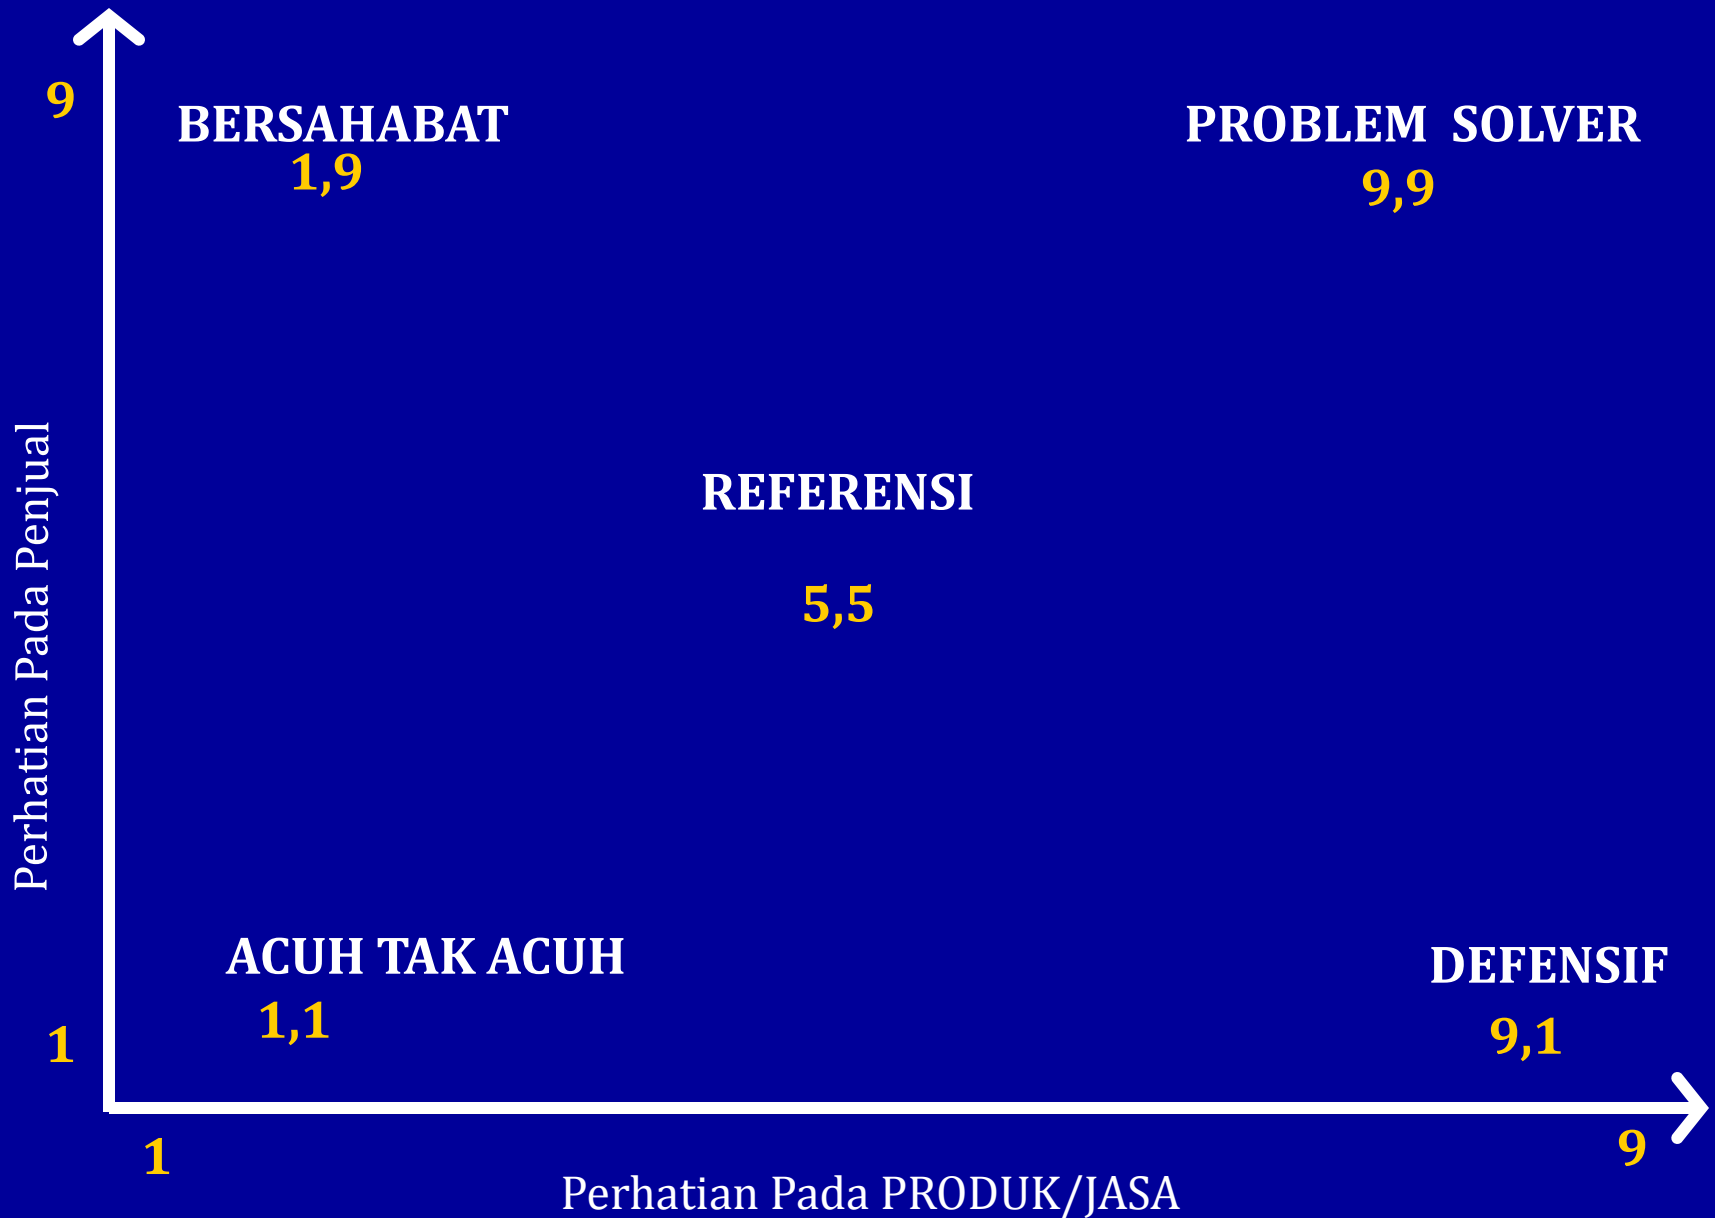 9
BERSAHABAT
1,9
PROBLEM SOLVER
9,9
Perhatian Pada Penjual
REFERENSI
5,5
ACUH TAK ACUH
1,1
DEFENSIF
9,1
1
1
9
Perhatian Pada PRODUK/JASA